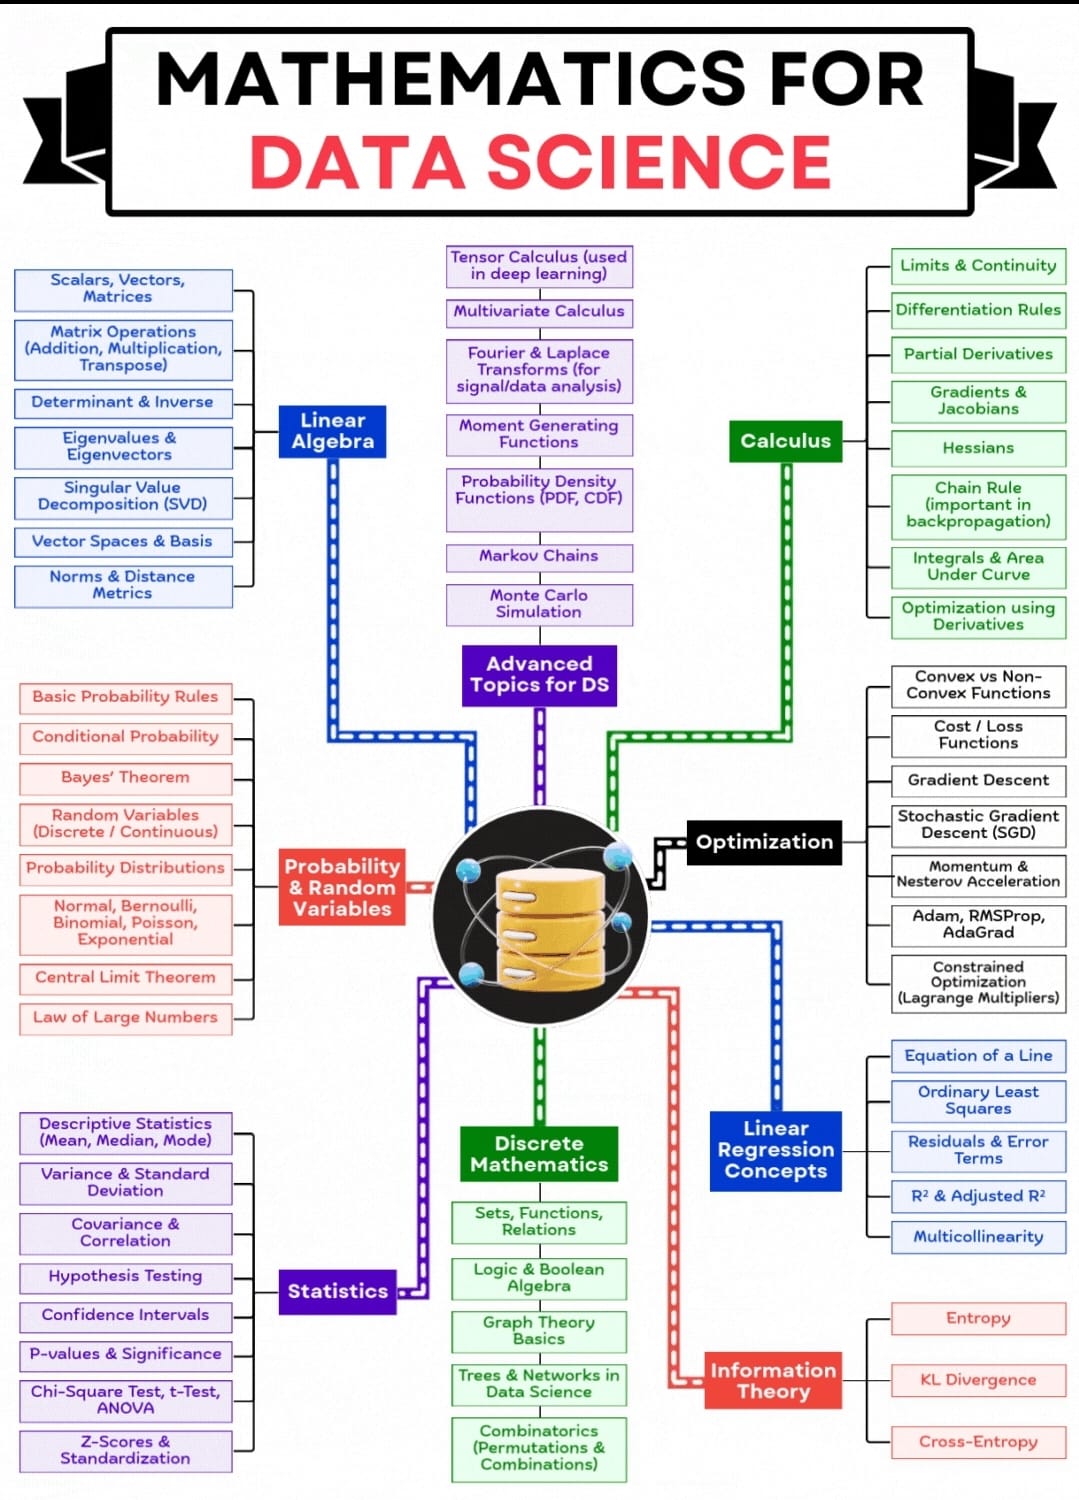 MATHEMATICS FOR
DATA SCIENCE
Scalars, Vectors,
Matrices
Matrix Operations
(Addition, Multiplication,
Transpose)
Determinant & Inverse
Eigenvalues &
Eigenvectors
Singular Value
Decomposition (SVD)
Vector Spaces & Basis
Norms & Distance
Metrics
Linear
Algebra
Tensor Calculus (used
in deep learning)
Multivariate Calculus
Fourier & Laplace
Transforms (for
signal/data analysis)
Moment Generating
Functions
Probability Density
Functions (PDF, CDF)
Markov Chains
Monte Carlo
Simulation
Advanced
Topics for DS
Calculus
Limits & Continuity
Differentiation Rules
Partial Derivatives
Gradients &
Jacobians
Hessians
Chain Rule
(important in
backpropagation)
Integrals & Area
Under Curve
Optimization using
Derivatives
Basic Probability Rules
Conditional Probability
Bayes' Theorem
Random Variables
(Discrete / Continuous)
Probability Distributions
Normal, Bernoulli,
Binomial, Poisson,
Exponential
Central Limit Theorem
Law of Large Numbers
Probability
& Random
Variables
Optimization
Convex vs Non-
Convex Functions
Cost / Loss
Functions
Gradient Descent
Stochastic Gradient
Descent (SGD)
Momentum &
Nesterov Acceleration
Adam, RMSProp,
AdaGrad
Constrained
Optimization
(Lagrange Multipliers)
Descriptive Statistics
(Mean, Median, Mode)
Variance & Standard
Deviation
Covariance &
Correlation
Hypothesis Testing
Confidence Intervals
P-values & Significance
Chi-Square Test, t-Test,
ANOVA
Z-Scores &
Standardization
Statistics
Discrete
Mathematics
Sets, Functions,
Relations
Logic & Boolean
Algebra
Graph Theory
Basics
Trees & Networks in
Data Science
Combinatorics
(Permutations &
Combinations)
Linear
Regression
Concepts
Equation of a Line
Ordinary Least
Squares
Residuals & Error
Terms
R² & Adjusted R²
Multicollinearity
Information
Theory
Entropy
KL Divergence
Cross-Entropy